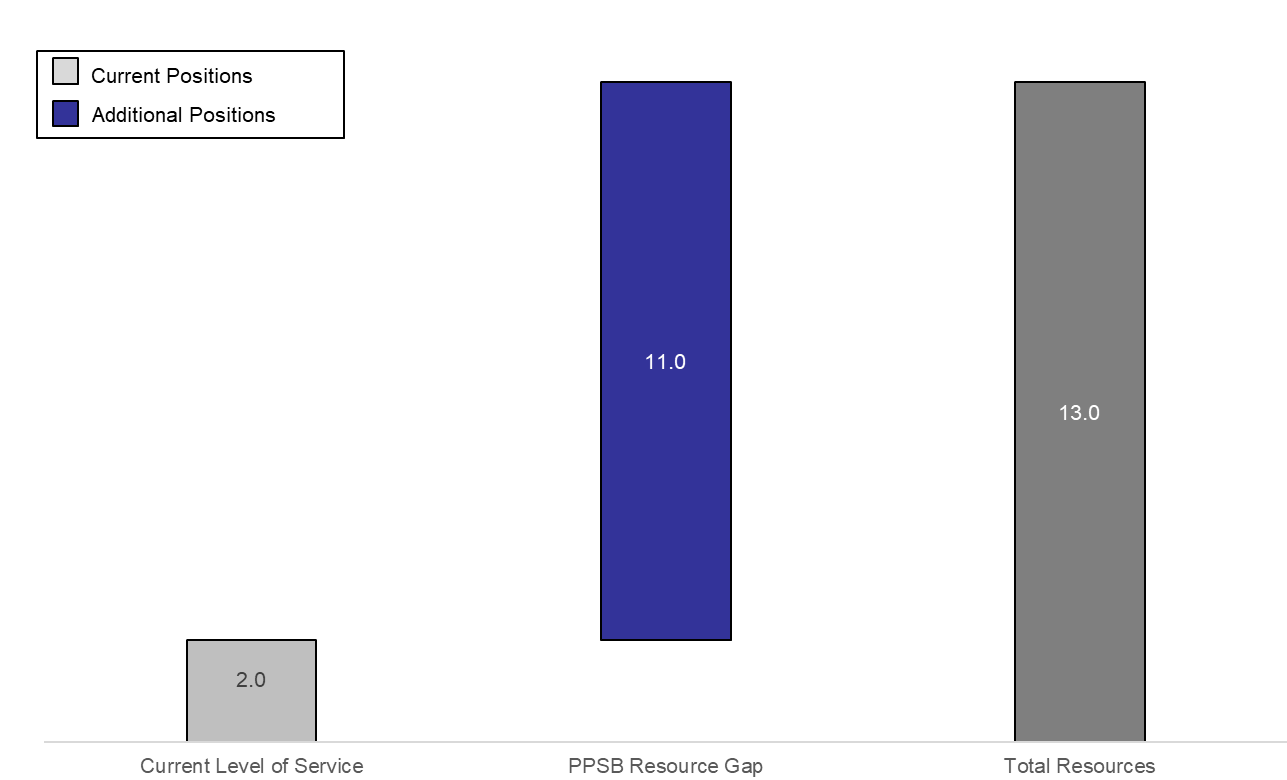 Current Positions
Additional Positions
11.0
13.0
2.0
Current Level of Service
PPSB Resource Gap
Total Resources